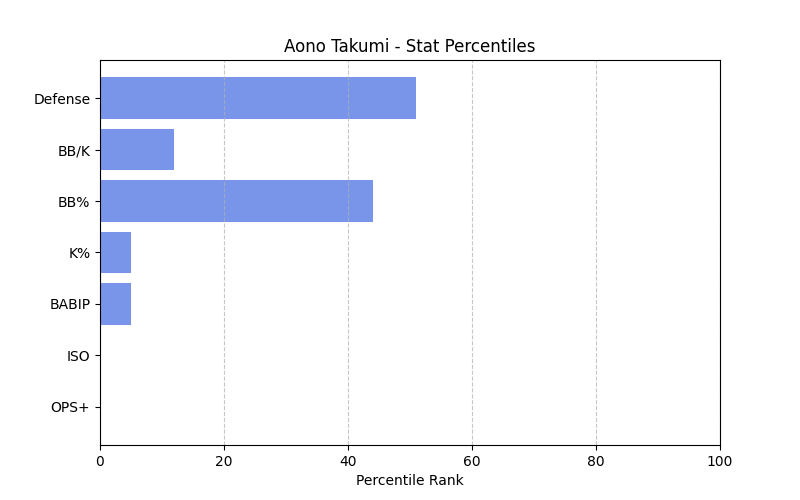 Aono Takumi - Stat Percentiles
Defense
BB/K
BB%
K%
BABIP
ISO
OPS+
0 20 40 60 80 100
Percentile Rank